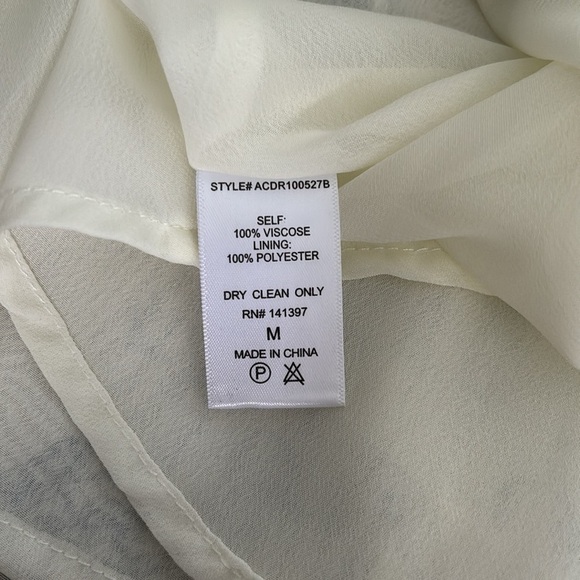 STYLE# ACDR100527B
SELF:
100% VISCOSE
LINING:
100% POLYESTER
DRY CLEAN ONLY
RN# 141397
M
MADE IN CHINA
P